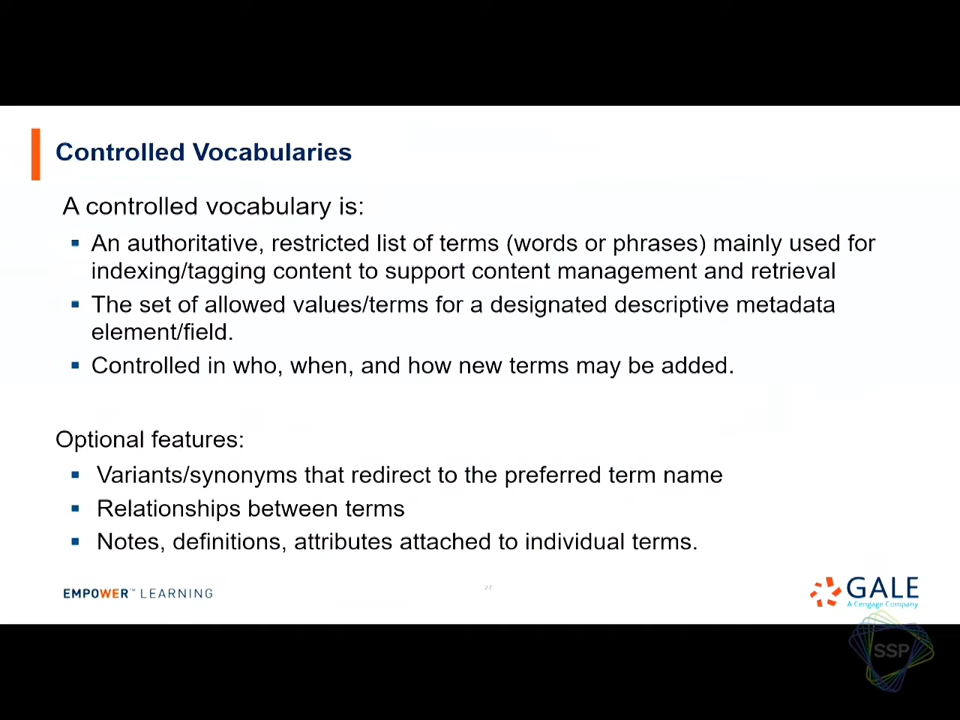 Controlled Vocabularies
A controlled vocabulary is:
▪ An authoritative, restricted list of terms (words or phrases) mainly used for
indexing/tagging content to support content management and retrieval
▪ The set of allowed values/terms for a designated descriptive metadata
element/field.
▪ Controlled in who, when, and how new terms may be added.
Optional features:
▪ Variants/synonyms that redirect to the preferred term name
▪ Relationships between terms
▪ Notes, definitions, attributes attached to individual terms.
EMPOWER™ LEARNING
27
GALE
A Cengage Company
SSP